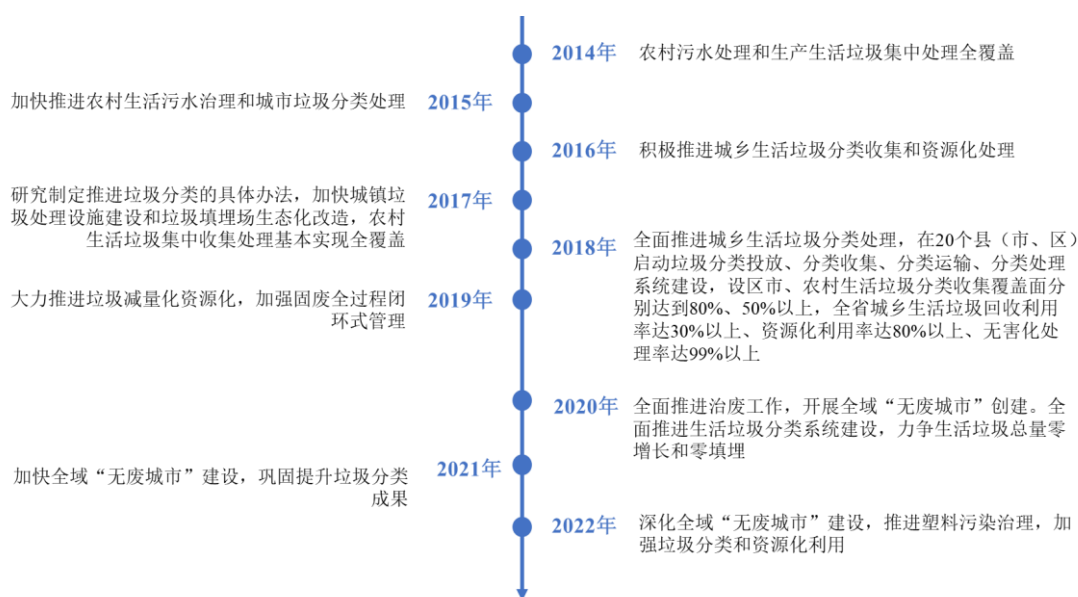 2014年
农村污水处理和生产生活垃圾集中处理全覆盖
加快推进农村生活污水治理和城市垃圾分类处理
2015年
2016年
积极推进城乡生活垃圾分类收集和资源化处理
研究制定推进垃圾分类的具体办法，加快城镇垃
圾处理设施建设和垃圾填埋场生态化改造，农村
生活垃圾集中收集处理基本实现全覆盖
2017年
2018年
全面推进城乡生活垃圾分类处理，在20个县（市、区）
启动垃圾分类投放、分类收集、分类运输、分类处理
系统建设，设区市、农村生活垃圾分类收集覆盖面分
别达到80%、50%以上，全省城乡生活垃圾回收利用
率达30%以上、资源化利用率达80%以上、无害化处
理率达99%以上
大力推进垃圾减量化资源化，加强固废全过程闭
环式管理
2019年
2020年
全面推进治废工作，开展全域“无废城市”创建。全
面推进生活垃圾分类系统建设，力争生活垃圾总量零
增长和零填埋
加快全域“无废城市”建设，巩固提升垃圾分类
成果
2021年
2022年
深化全域“无废城市”建设，推进塑料污染治理，加
强垃圾分类和资源化利用